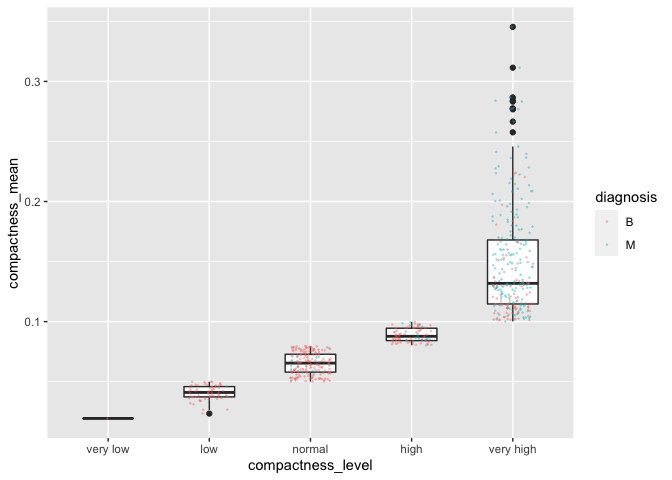 compactness_mean
0.3
0.2
0.1
very low
low
normal
high
very high
compactness_level
diagnosis
B
M